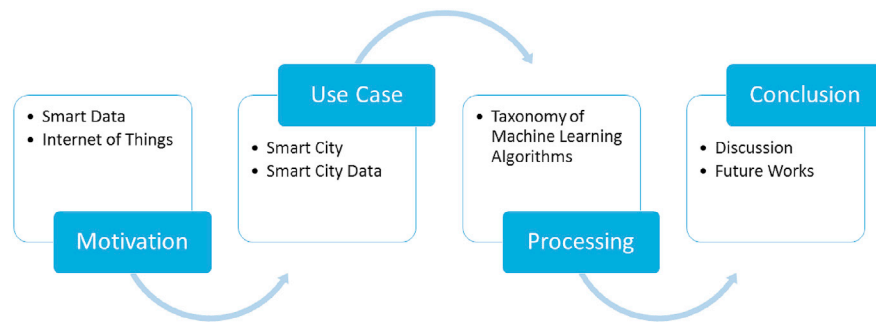 • Smart Data
• Internet of Things
Motivation
Use Case
• Smart City
• Smart City Data
• Taxonomy of
Machine Learning
Algorithms
Processing
Conclusion
• Discussion
• Future Works